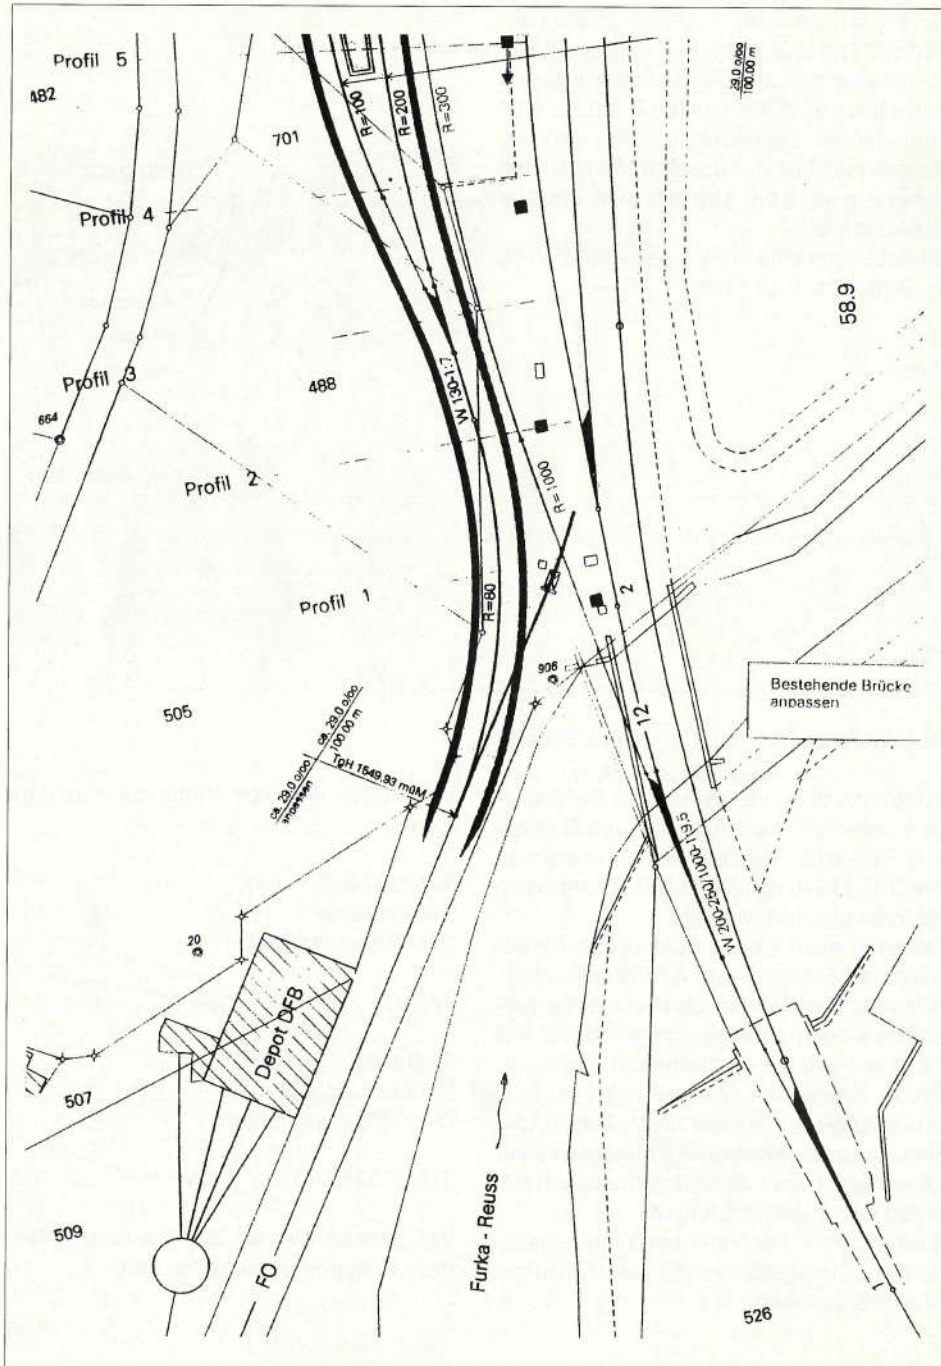 Profil 5
482
701
R=100
R=200
R=300
29.0 o/oo
100.00 m
Profil 4
58.9
Profil 3
664
488
W 130-1:7
Profil 2
R=1000
Profil 1
R=80
2
906
505
12
Bestehende Brücke
anpassen
ca. 29.0 o/oo
100.00 m
ca. 29.0 o/oo
anpassen
TgH 1649.93 müM
W 200-250/1000-1:9.5
20
Depot DFB
507
Furka - Reuss
509
FO
526